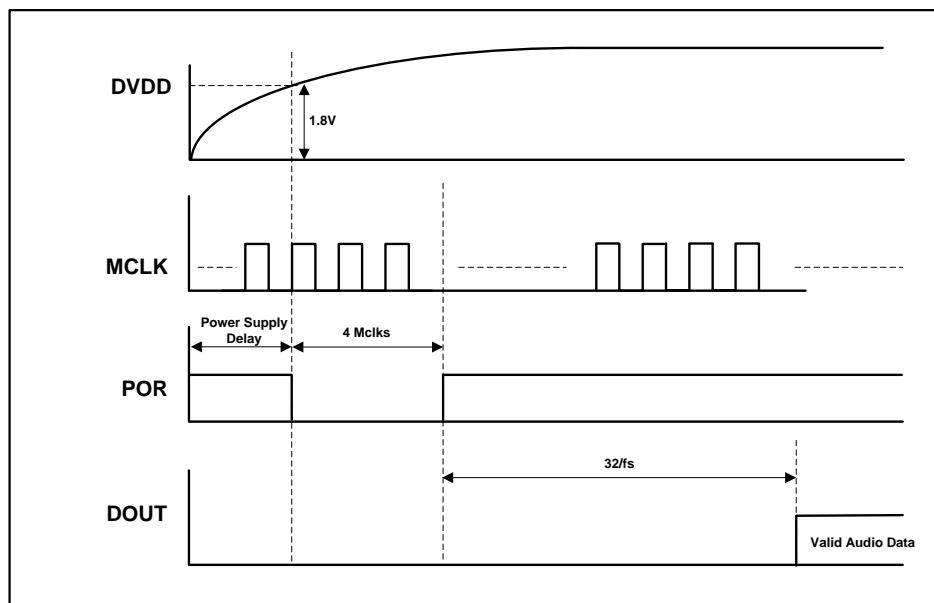 DVDD
1.8V
MCLK
Power Supply
Delay
4 Mclks
POR
32/fs
DOUT
Valid Audio Data